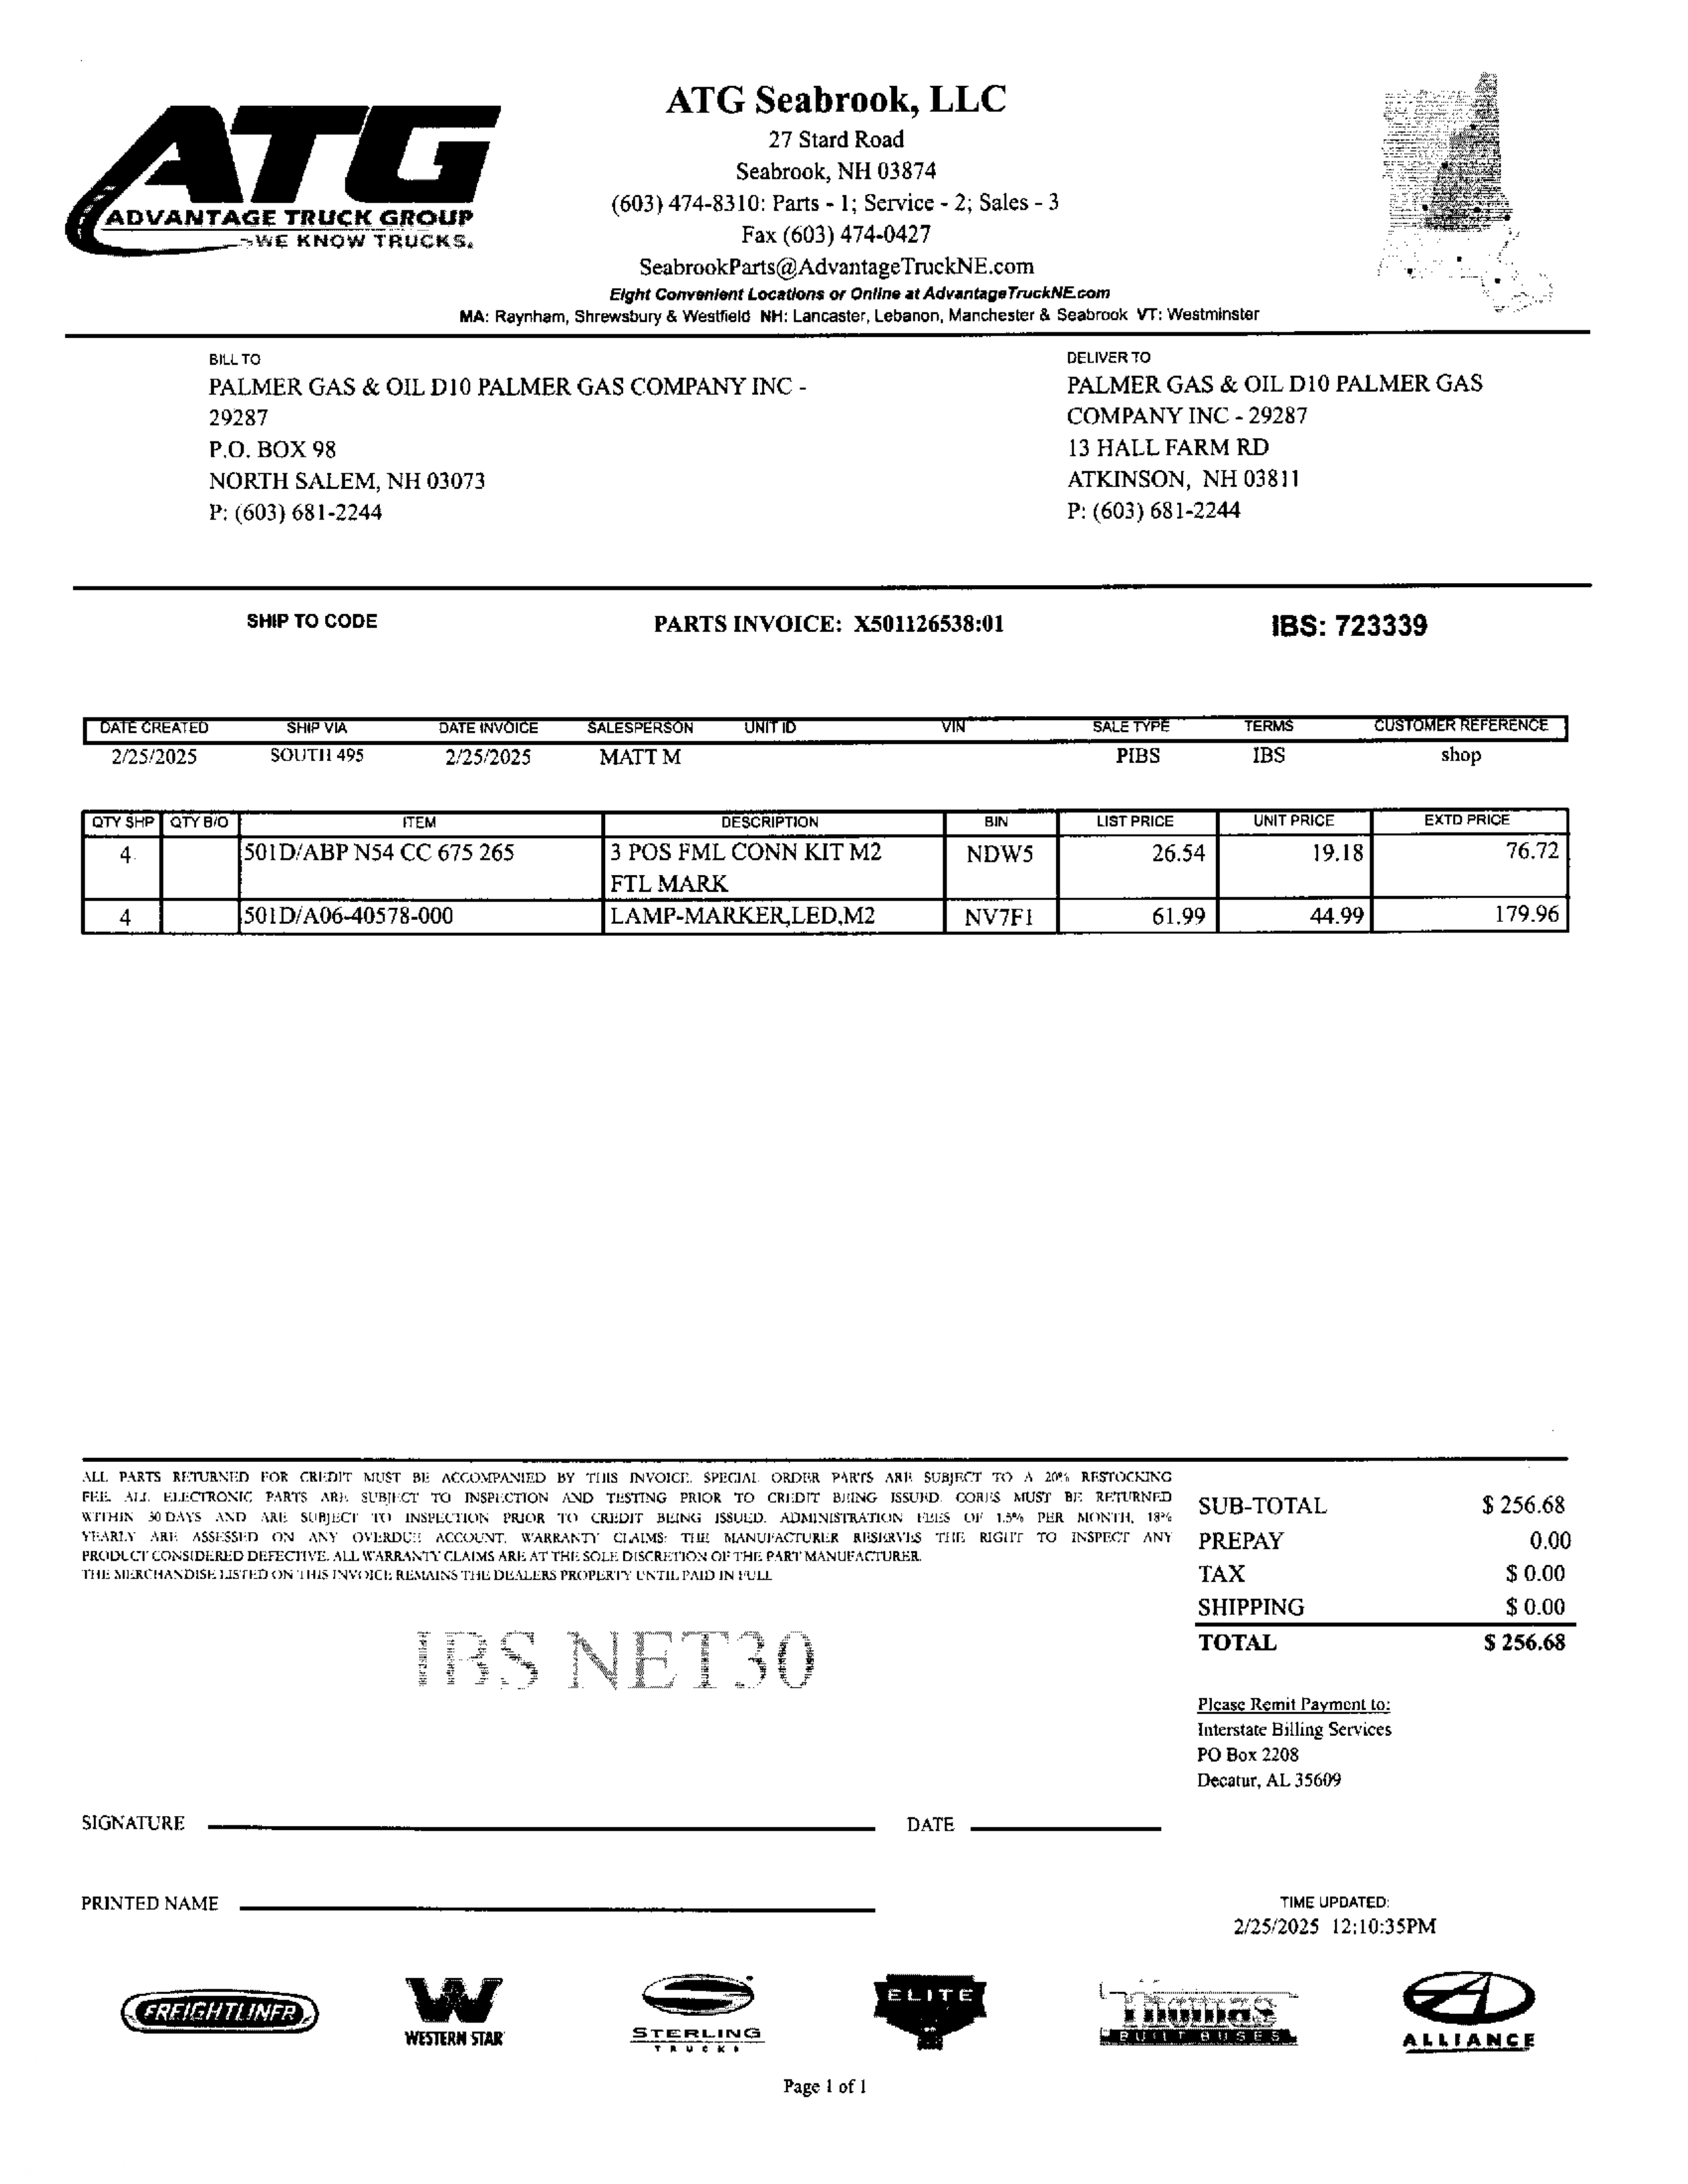 ATG
ADVANTAGE TRUCK GROUP
WE KNOW TRUCKS.
ATG Seabrook, LLC
27 Stard Road
Seabrook, NH 03874
(603) 474-8310: Parts - 1; Service - 2; Sales - 3
Fax (603) 474-0427
SeabrookParts@AdvantageTruckNE.com
Eight Convenient Locations or Online at AdvantageTruckNE.com
MA: Raynham, Shrewsbury & Westfield NH: Lancaster, Lebanon, Manchester & Seabrook VT: Westminster
BILL TO
PALMER GAS & OIL D10 PALMER GAS COMPANY INC -
29287
P.O. BOX 98
NORTH SALEM, NH 03073
P: (603) 681-2244
DELIVER TO
PALMER GAS & OIL D10 PALMER GAS
COMPANY INC - 29287
13 HALL FARM RD
ATKINSON, NH 03811
P: (603) 681-2244
SHIP TO CODE PARTS INVOICE: X501126538:01 IBS: 723339
DATE CREATED SHIP VIA DATE INVOICE SALESPERSON UNIT ID VIN SALE TYPE TERMS CUSTOMER REFERENCE
2/25/2025 SOUTH 495 2/25/2025 MATT M PIBS IBS shop
QTY SHP QTY B/O ITEM DESCRIPTION BIN LIST PRICE UNIT PRICE EXTD PRICE
4 501D/ABP N54 CC 675 265 3 POS FML CONN KIT M2 NDW5 26.54 19.18 76.72
FTL MARK
4 501D/A06-40578-000 LAMP-MARKER,LED,M2 NV7F1 61.99 44.99 179.96
ALL PARTS RETURNED FOR CREDIT MUST BE ACCOMPANIED BY THIS INVOICE. SPECIAL ORDER PARTS ARE SUBJECT TO A 20% RESTOCKING
FEE. ALL ELECTRONIC PARTS ARE SUBJECT TO INSPECTION AND TESTING PRIOR TO CREDIT BEING ISSUED. CORES MUST BE RETURNED
WITHIN 30 DAYS AND ARE SUBJECT TO INSPECTION PRIOR TO CREDIT BEING ISSUED. ADMINISTRATION FEES OF 1.5% PER MONTH, 18%
YEARLY ARE ASSESSED ON ANY OVERDUE ACCOUNT. WARRANTY CLAIMS: THE MANUFACTURER RESERVES THE RIGHT TO INSPECT ANY
PRODUCT CONSIDERED DEFECTIVE. ALL WARRANTY CLAIMS ARE AT THE SOLE DISCRETION OF THE PART MANUFACTURER.
THE MERCHANDISE LISTED ON THIS INVOICE REMAINS THE DEALERS PROPERTY UNTIL PAID IN FULL
SUB-TOTAL $ 256.68
PREPAY 0.00
TAX $ 0.00
SHIPPING $ 0.00
TOTAL $ 256.68
IBS NET30
Please Remit Payment to:
Interstate Billing Services
PO Box 2208
Decatur, AL 35609
SIGNATURE DATE
PRINTED NAME
TIME UPDATED:
2/25/2025 12:10:35PM
FREIGHTLINER
WESTERN STAR
STERLING
TRUCKS
ELITE
Thomas
BUILT BUSES
ALLIANCE
Page 1 of 1